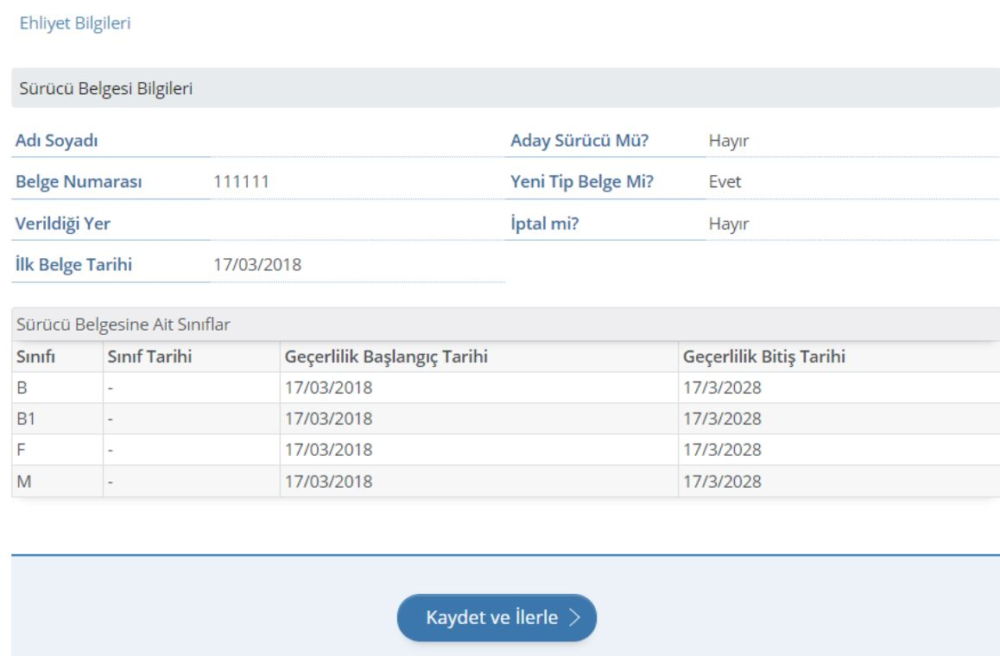 Ehliyet Bilgileri
Sürücü Belgesi Bilgileri
Adı Soyadı
Aday Sürücü Mü? Hayır
Belge Numarası 111111
Yeni Tip Belge Mi? Evet
Verildiği Yer
İptal mi? Hayır
İlk Belge Tarihi 17/03/2018
Sürücü Belgesine Ait Sınıflar
Sınıfı Sınıf Tarihi Geçerlilik Başlangıç Tarihi Geçerlilik Bitiş Tarihi
B - 17/03/2018 17/3/2028
B1 - 17/03/2018 17/3/2028
F - 17/03/2018 17/3/2028
M - 17/03/2018 17/3/2028
Kaydet ve İlerle